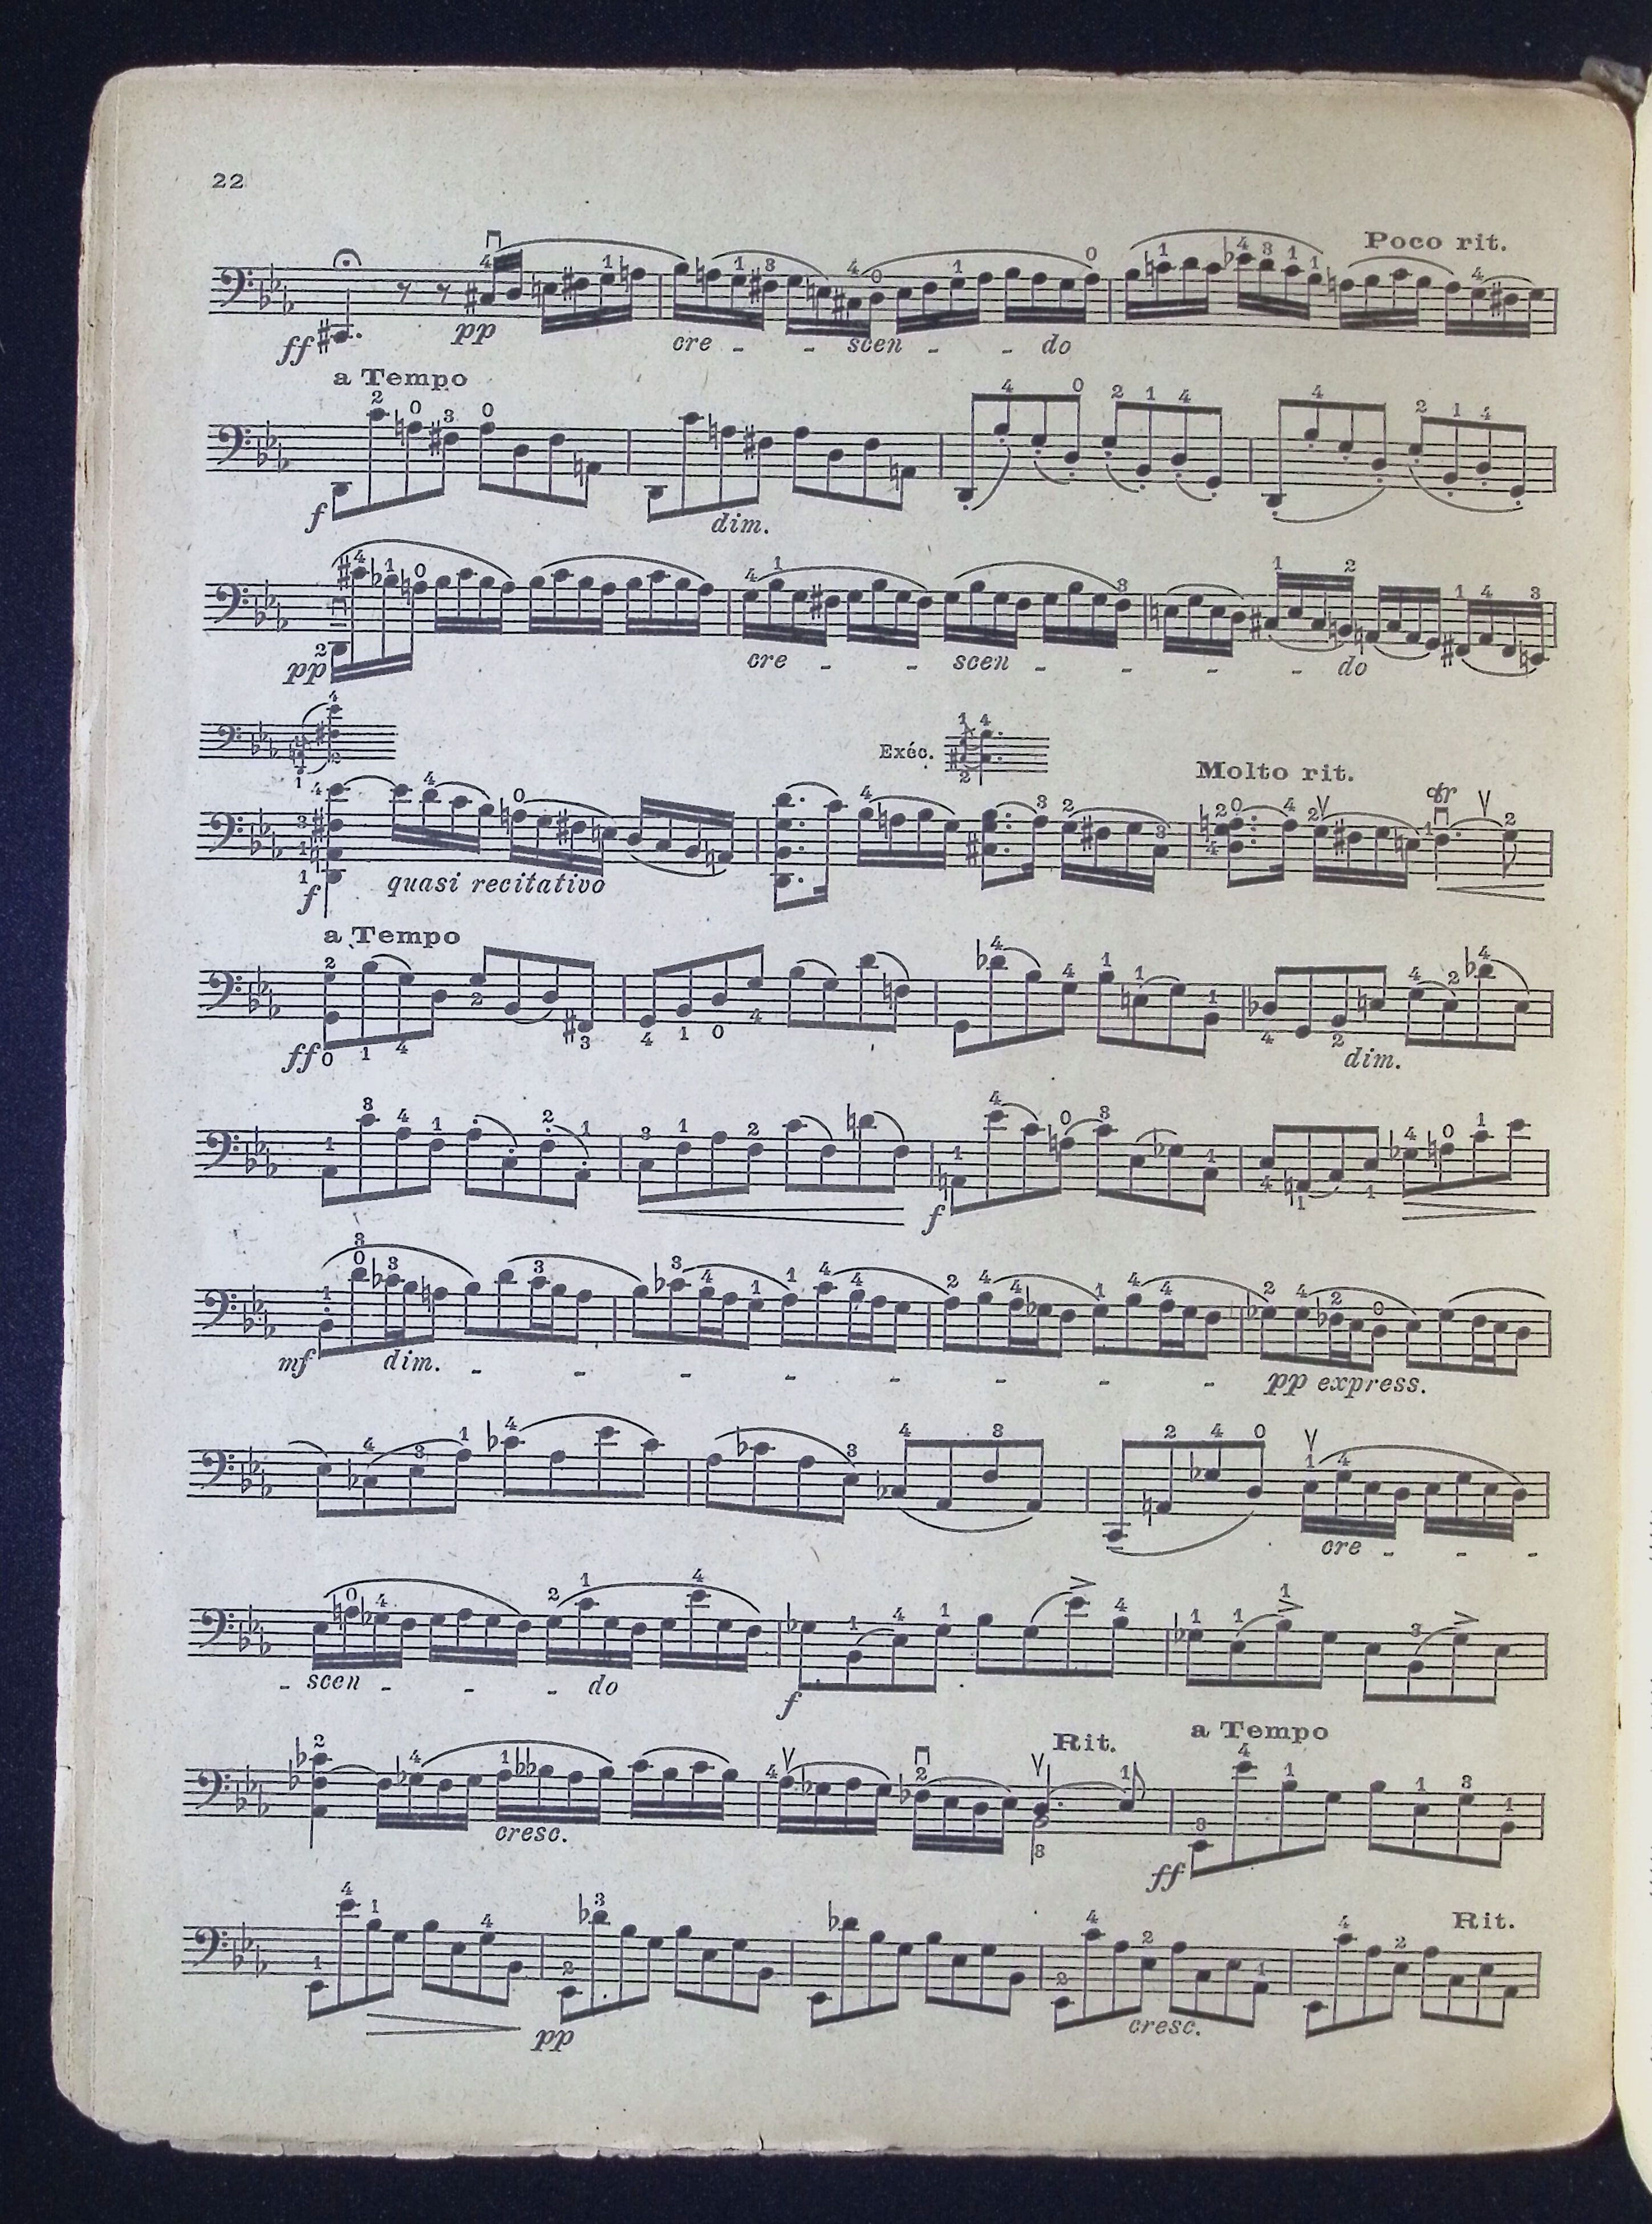 22
Poco rit.
ff pp cre - - scen - - do
a Tempo
f dim.
pp cre - - scen - - - - do
Exéc.
Molto rit.
tr
f quasi recitativo
a Tempo
ff dim.
f
mf dim. - - - - - - - - pp express.
cre - - -
- scen - - - do f
Rit. a Tempo
cresc. ff
Rit.
pp cresc.